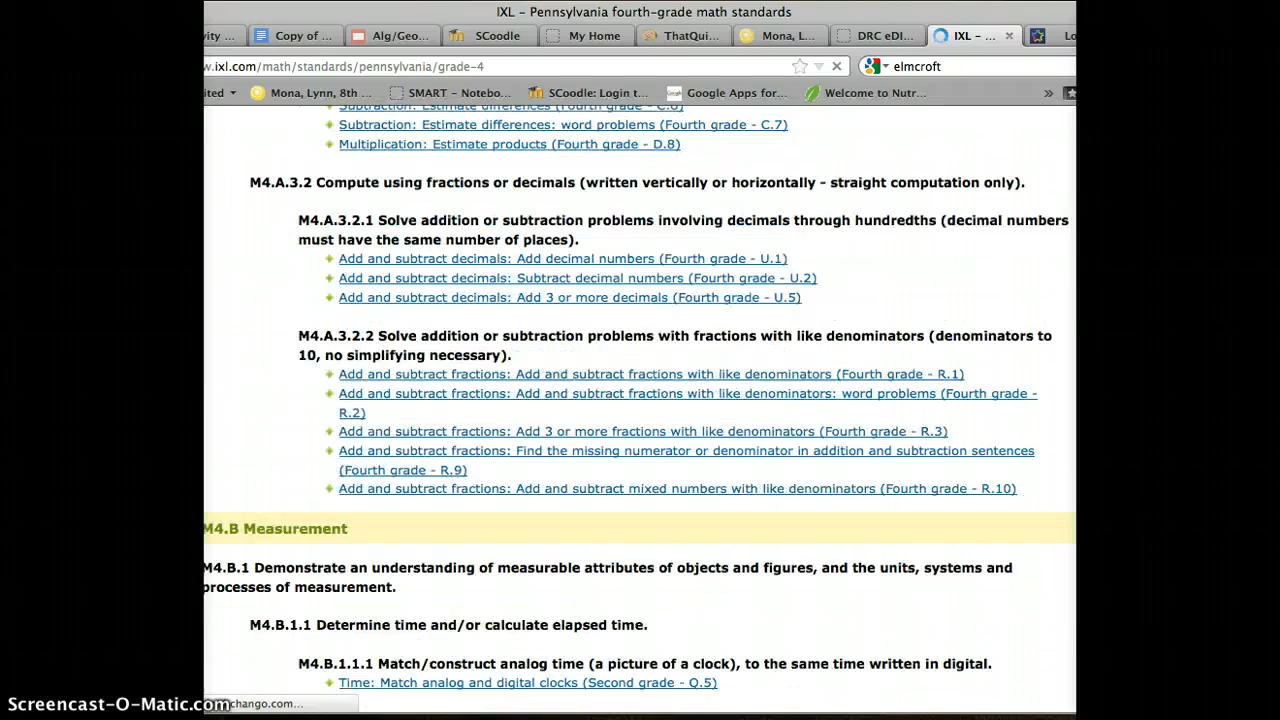 IXL - Pennsylvania fourth-grade math standards
vity ... Copy of ... Alg/Geo... SCoodle My Home ThatQui... Mona, L... DRC eDI... IXL - ... Lo
w.ixl.com/math/standards/pennsylvania/grade-4 elmcroft
ited Mona, Lynn, 8th ... SMART - Notebo... SCoodle: Login t... Google Apps for... Welcome to Nutr... »
Subtraction: Estimate differences (Fourth grade - C.6)
Subtraction: Estimate differences: word problems (Fourth grade - C.7)
Multiplication: Estimate products (Fourth grade - D.8)
M4.A.3.2 Compute using fractions or decimals (written vertically or horizontally - straight computation only).
M4.A.3.2.1 Solve addition or subtraction problems involving decimals through hundredths (decimal numbers
must have the same number of places).
Add and subtract decimals: Add decimal numbers (Fourth grade - U.1)
Add and subtract decimals: Subtract decimal numbers (Fourth grade - U.2)
Add and subtract decimals: Add 3 or more decimals (Fourth grade - U.5)
M4.A.3.2.2 Solve addition or subtraction problems with fractions with like denominators (denominators to
10, no simplifying necessary).
Add and subtract fractions: Add and subtract fractions with like denominators (Fourth grade - R.1)
Add and subtract fractions: Add and subtract fractions with like denominators: word problems (Fourth grade -
R.2)
Add and subtract fractions: Add 3 or more fractions with like denominators (Fourth grade - R.3)
Add and subtract fractions: Find the missing numerator or denominator in addition and subtraction sentences
(Fourth grade - R.9)
Add and subtract fractions: Add and subtract mixed numbers with like denominators (Fourth grade - R.10)
M4.B Measurement
M4.B.1 Demonstrate an understanding of measurable attributes of objects and figures, and the units, systems and
processes of measurement.
M4.B.1.1 Determine time and/or calculate elapsed time.
M4.B.1.1.1 Match/construct analog time (a picture of a clock), to the same time written in digital.
Time: Match analog and digital clocks (Second grade - Q.5)
Screencast-O-Matic.com chango.com...